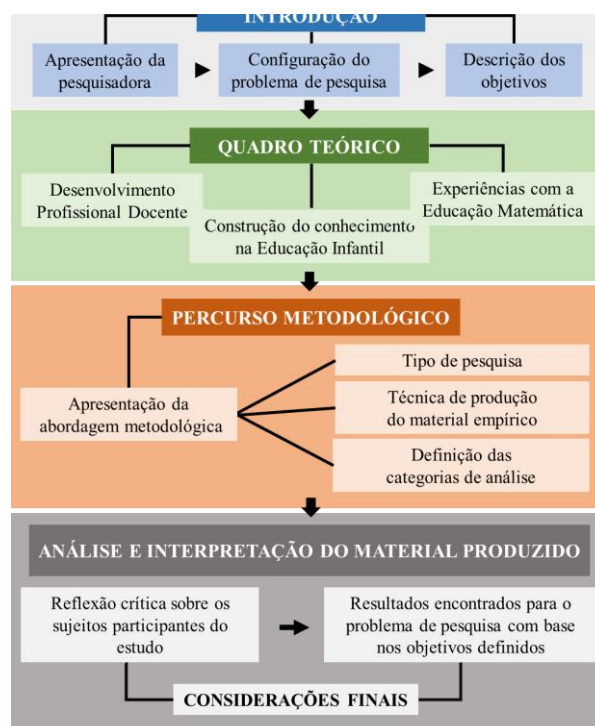 INTRODUÇÃO
Apresentação da
pesquisadora
Configuração do
problema de pesquisa
Descrição dos
objetivos
QUADRO TEÓRICO
Desenvolvimento
Profissional Docente
Construção do conhecimento
na Educação Infantil
Experiências com a
Educação Matemática
PERCURSO METODOLÓGICO
Apresentação da
abordagem metodológica
Tipo de pesquisa
Técnica de produção
do material empírico
Definição das
categorias de análise
ANÁLISE E INTERPRETAÇÃO DO MATERIAL PRODUZIDO
Reflexão crítica sobre os
sujeitos participantes do
estudo
Resultados encontrados para o
problema de pesquisa com base
nos objetivos definidos
CONSIDERAÇÕES FINAIS